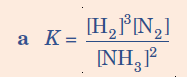 a K = [H₂]³[N₂] / [NH₃]²